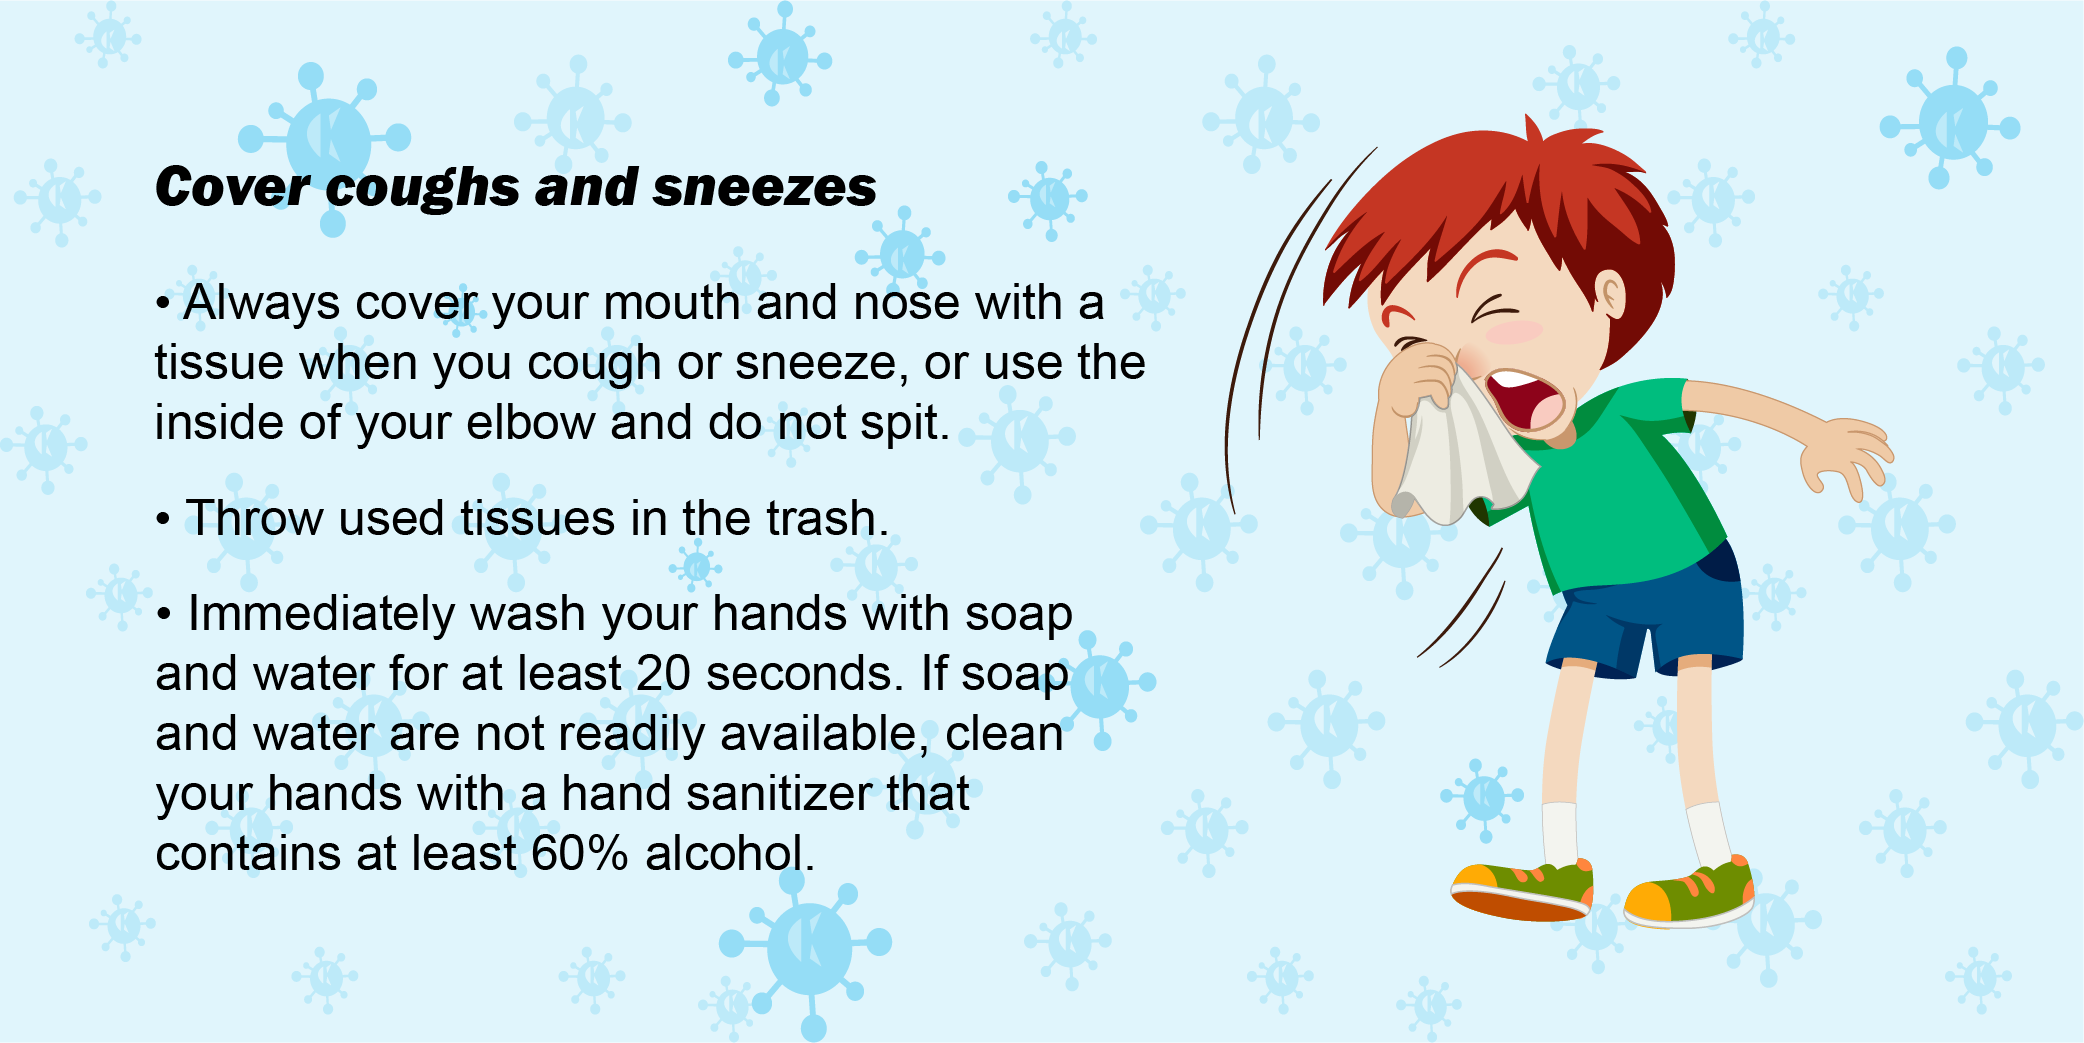 Cover coughs and sneezes
• Always cover your mouth and nose with a
tissue when you cough or sneeze, or use the
inside of your elbow and do not spit.
• Throw used tissues in the trash.
• Immediately wash your hands with soap
and water for at least 20 seconds. If soap
and water are not readily available, clean
your hands with a hand sanitizer that
contains at least 60% alcohol.